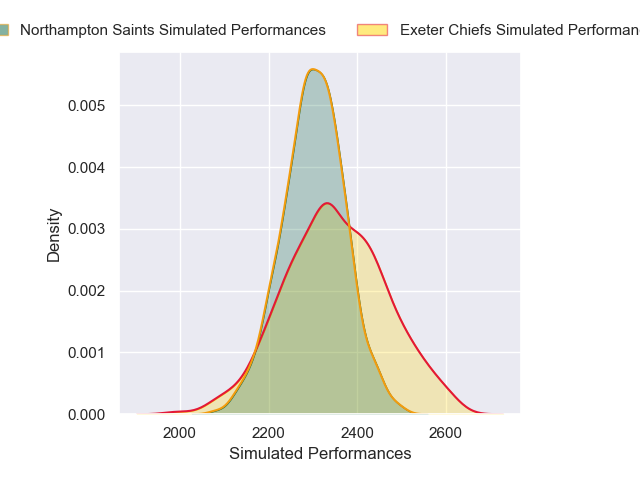 Northampton Saints Simulated Performances Exeter Chiefs Simulated
0.005
0.004
0.003
0.002
0.001
0.000
Density
2000 2200 2400 2600
Simulated Performances